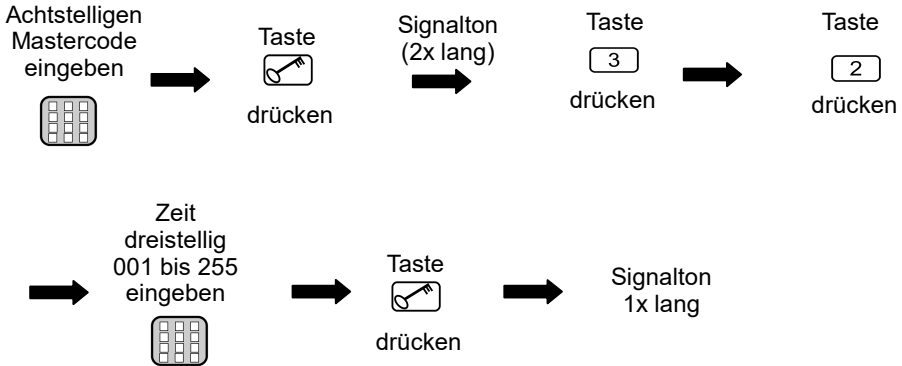 Achtstelligen
Mastercode
eingeben
Taste
drücken
Signalton
(2x lang)
Taste
3
drücken
Taste
2
drücken
Zeit
dreistellig
001 bis 255
eingeben
Taste
drücken
Signalton
1x lang